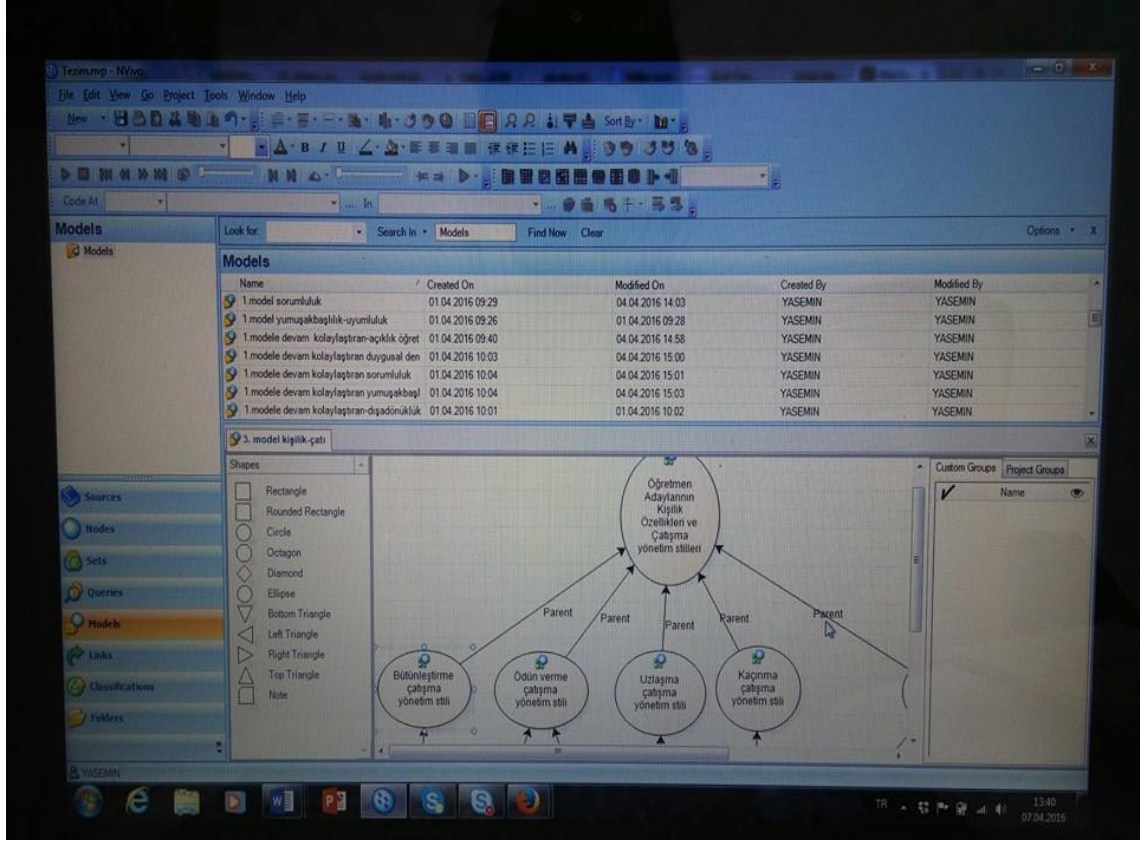 Tezim.nvp - NVivo
File Edit View Go Project Tools Window Help
New Sort By
B I U
Code At ... In ...
Models
Models
Look for: Search In Models Find Now Clear Options x
Models
Name Created On Modified On Created By Modified By
1.model sorumluluk 01.04.2016 09:29 04.04.2016 14:03 YASEMIN YASEMIN
1.model yumuşakbaşlılık-uyumluluk 01.04.2016 09:26 01.04.2016 09:28 YASEMIN YASEMIN
1.modele devam kolaylaştıran-açıklık öğret 01.04.2016 09:40 04.04.2016 14:58 YASEMIN YASEMIN
1.modele devam kolaylaştıran duygusal den 01.04.2016 10:03 04.04.2016 15:00 YASEMIN YASEMIN
1.modele devam kolaylaştıran sorumluluk 01.04.2016 10:04 04.04.2016 15:01 YASEMIN YASEMIN
1.modele devam kolaylaştıran yumuşakbaşl 01.04.2016 10:04 04.04.2016 15:03 YASEMIN YASEMIN
1.modele devam kolaylaştıran-dışadönüklük 01.04.2016 10:01 01.04.2016 10:02 YASEMIN YASEMIN
3. model kişilik-çatı
Shapes
Rectangle
Rounded Rectangle
Circle
Octagon
Diamond
Ellipse
Bottom Triangle
Left Triangle
Right Triangle
Top Triangle
Note
Öğretmen
Adaylarının
Kişilik
Özellikleri ve
Çatışma
yönetim stilleri
Parent
Parent
Parent
Parent
Parent
Bütünleştirme
çatışma
yönetim stili
Ödün verme
çatışma
yönetim stili
Uzlaşma
çatışma
yönetim stili
Kaçınma
çatışma
yönetim stili
Custom Groups Project Groups
Name
Sources
Nodes
Sets
Queries
Models
Links
Classifications
Folders
YASEMIN
TR 13:40
07.04.2016